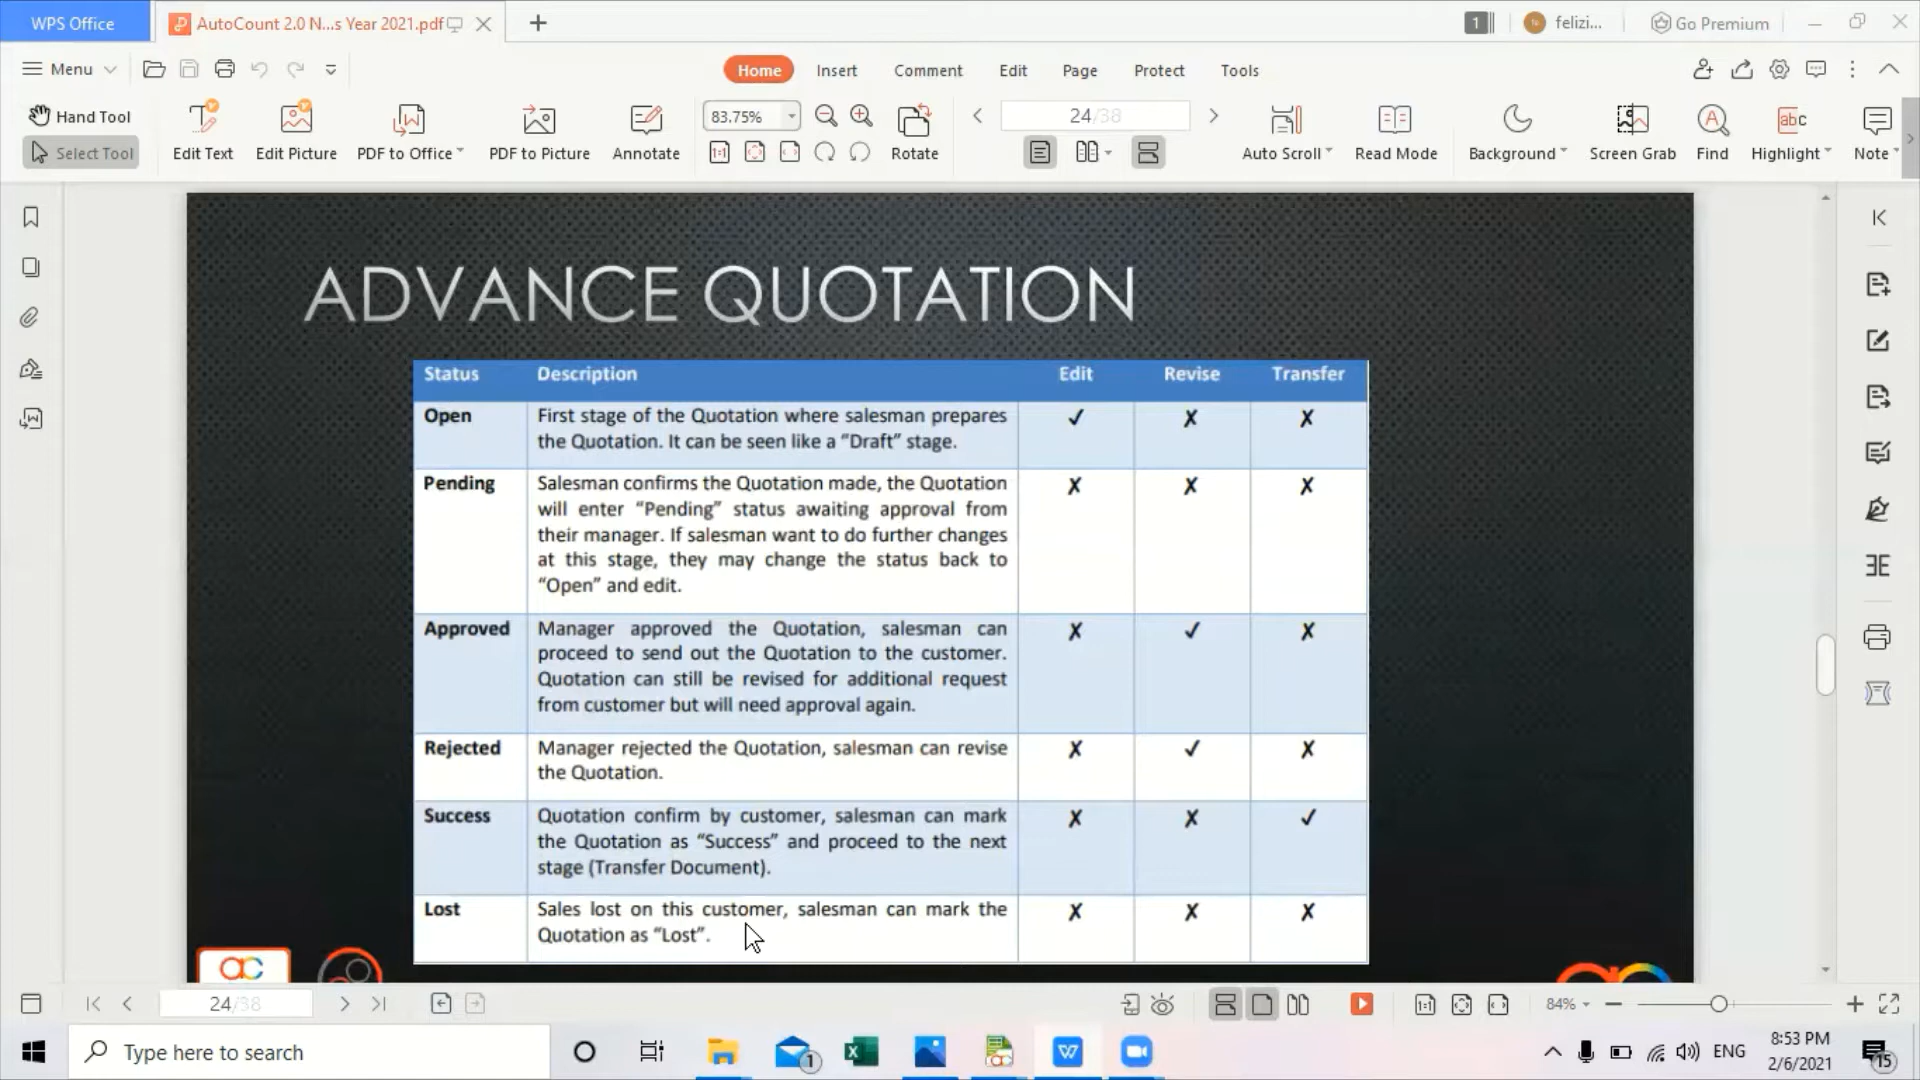 WPS Office
AutoCount 2.0 N...s Year 2021.pdf
1
felizi...
Go Premium
Menu
Home
Insert
Comment
Edit
Page
Protect
Tools
Hand Tool
Select Tool
Edit Text
Edit Picture
PDF to Office
PDF to Picture
Annotate
83.75%
Rotate
24/38
Auto Scroll
Read Mode
Background
Screen Grab
Find
Highlight
Note
ADVANCE QUOTATION
Status Description Edit Revise Transfer
Open First stage of the Quotation where salesman prepares ✓ ✗ ✗
the Quotation. It can be seen like a “Draft” stage.
Pending Salesman confirms the Quotation made, the Quotation ✗ ✗ ✗
will enter “Pending” status awaiting approval from
their manager. If salesman want to do further changes
at this stage, they may change the status back to
“Open” and edit.
Approved Manager approved the Quotation, salesman can ✗ ✓ ✗
proceed to send out the Quotation to the customer.
Quotation can still be revised for additional request
from customer but will need approval again.
Rejected Manager rejected the Quotation, salesman can revise ✗ ✓ ✗
the Quotation.
Success Quotation confirm by customer, salesman can mark ✗ ✗ ✓
the Quotation as “Success” and proceed to the next
stage (Transfer Document).
Lost Sales lost on this customer, salesman can mark the ✗ ✗ ✗
Quotation as “Lost”.
ac
24/38
84%
Type here to search
1
ENG
8:53 PM
2/6/2021
15